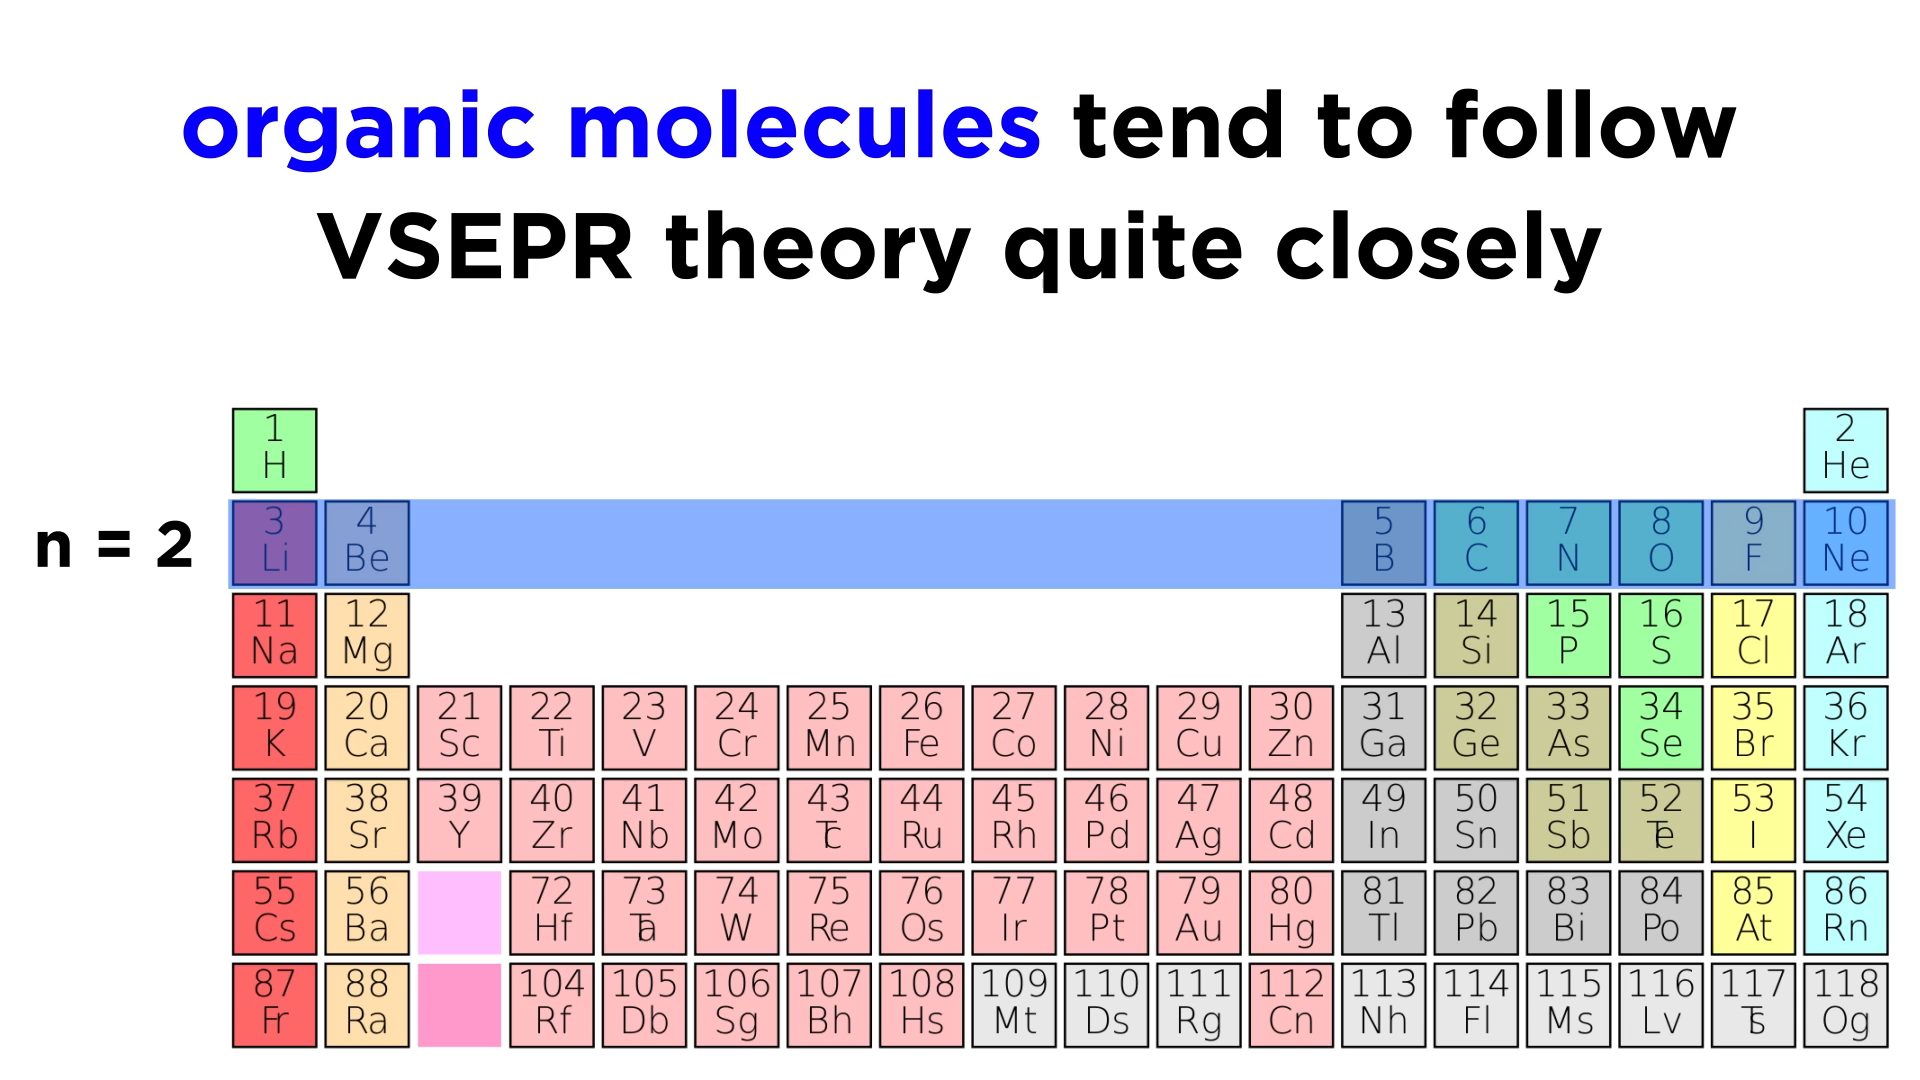 organic molecules tend to follow
VSEPR theory quite closely
1 2
H He
n = 2
3 4 5 6 7 8 9 10
Li Be B C N O F Ne
11 12 13 14 15 16 17 18
Na Mg Al Si P S Cl Ar
19 20 21 22 23 24 25 26 27 28 29 30 31 32 33 34 35 36
K Ca Sc Ti V Cr Mn Fe Co Ni Cu Zn Ga Ge As Se Br Kr
37 38 39 40 41 42 43 44 45 46 47 48 49 50 51 52 53 54
Rb Sr Y Zr Nb Mo Tc Ru Rh Pd Ag Cd In Sn Sb Te I Xe
55 56 72 73 74 75 76 77 78 79 80 81 82 83 84 85 86
Cs Ba Hf Ta W Re Os Ir Pt Au Hg Tl Pb Bi Po At Rn
87 88 104 105 106 107 108 109 110 111 112 113 114 115 116 117 118
Fr Ra Rf Db Sg Bh Hs Mt Ds Rg Cn Nh Fl Ms Lv Ts Og